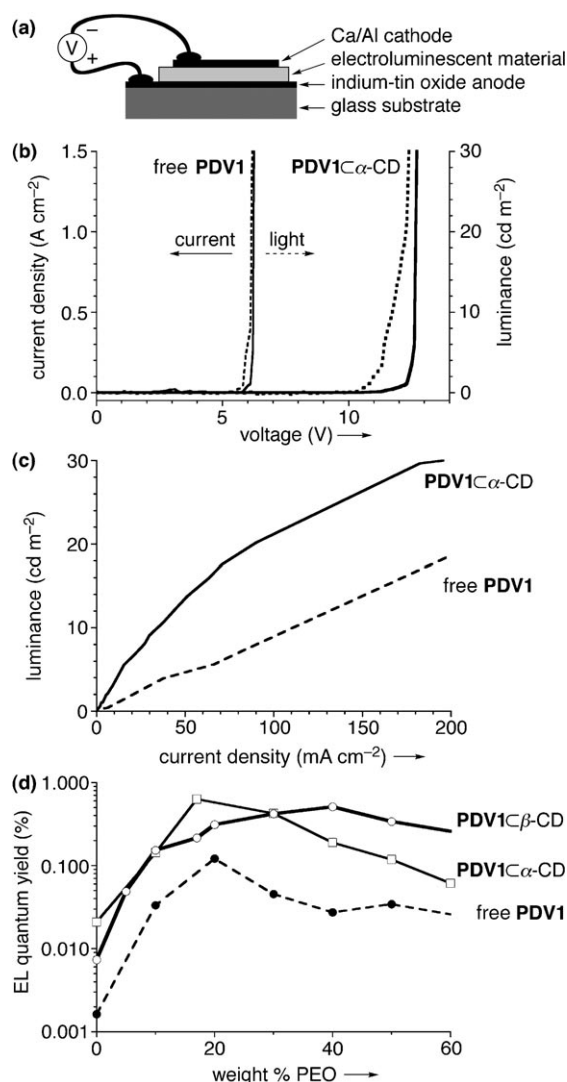 (a)
V
−
+
Ca/Al cathode
electroluminescent material
indium-tin oxide anode
glass substrate
(b)
current density (A cm–2)
1.5
1.0
0.5
0.0
free PDV1
PDV1⊂α-CD
current
light
30
20
10
0
luminance (cd m–2)
0 5 10
voltage (V)
(c)
luminance (cd m–2)
30
20
10
0
PDV1⊂α-CD
free PDV1
0 50 100 150 200
current density (mA cm–2)
(d)
EL quantum yield (%)
1.000
0.100
0.010
0.001
PDV1⊂β-CD
PDV1⊂α-CD
free PDV1
0 20 40 60
weight % PEO